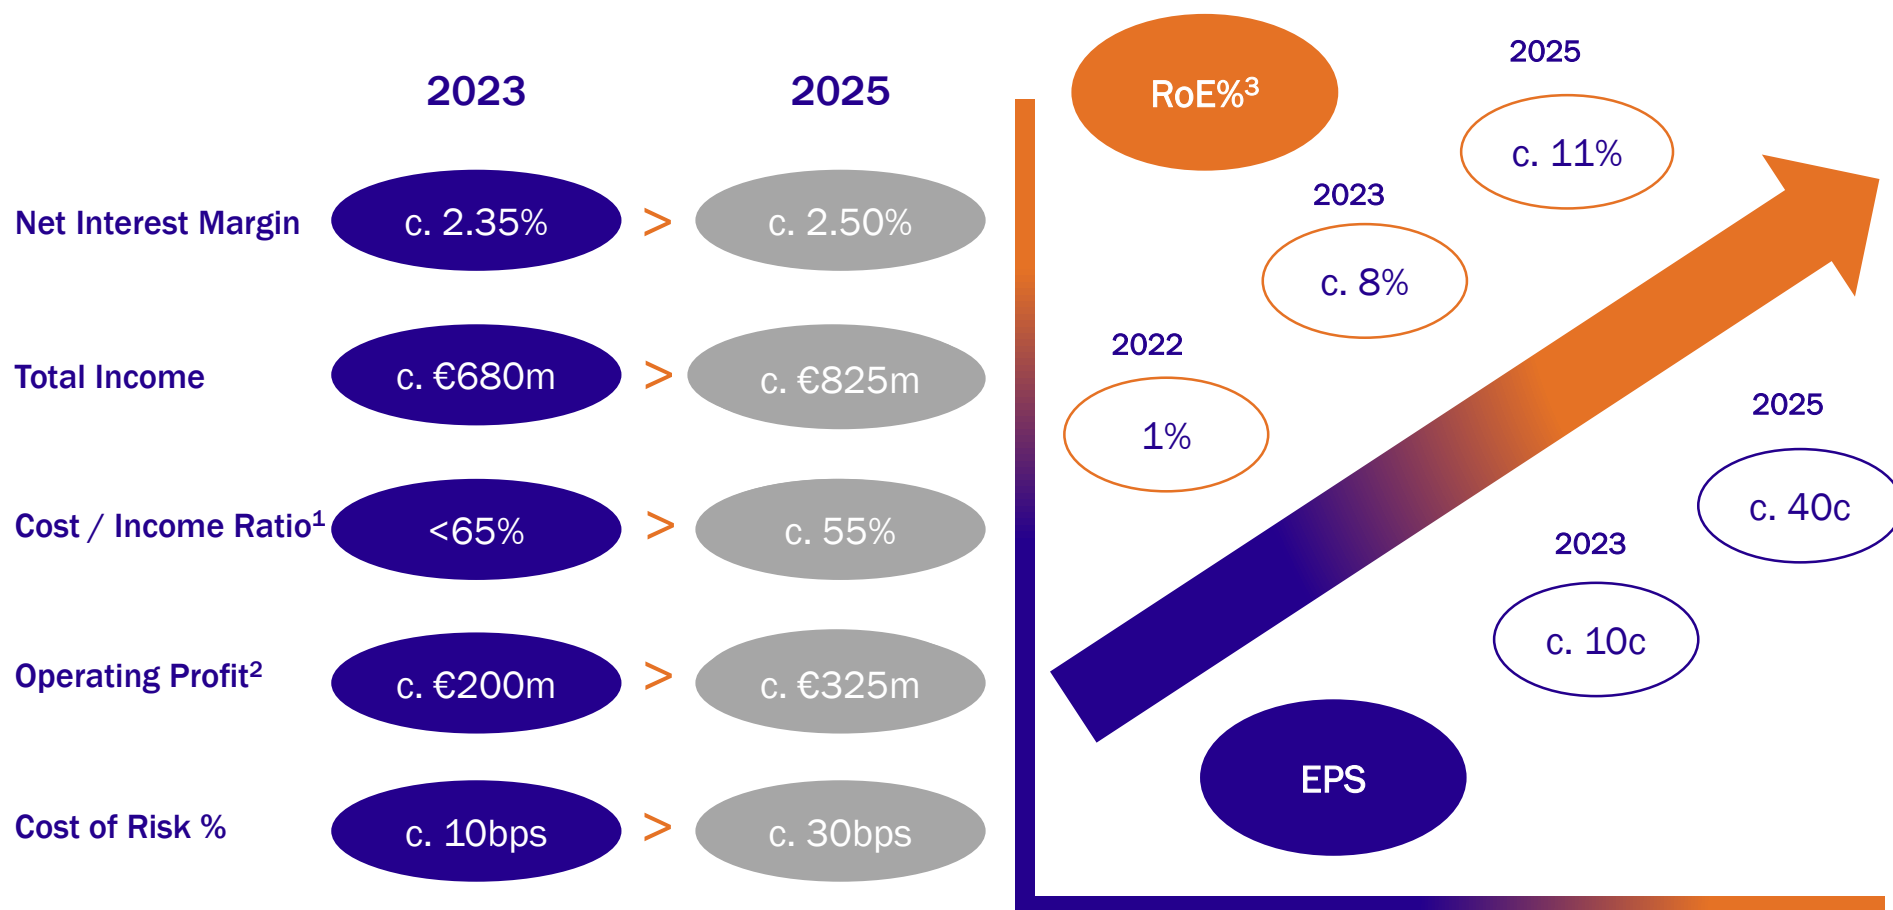 2023 2025
Net Interest Margin c. 2.35% > c. 2.50%
Total Income c. €680m > c. €825m
Cost / Income Ratio¹ <65% > c. 55%
Operating Profit² c. €200m > c. €325m
Cost of Risk % c. 10bps > c. 30bps
RoE%³
2022
1%
2023
c. 8%
2025
c. 11%
EPS
2023
c. 10c
2025
c. 40c